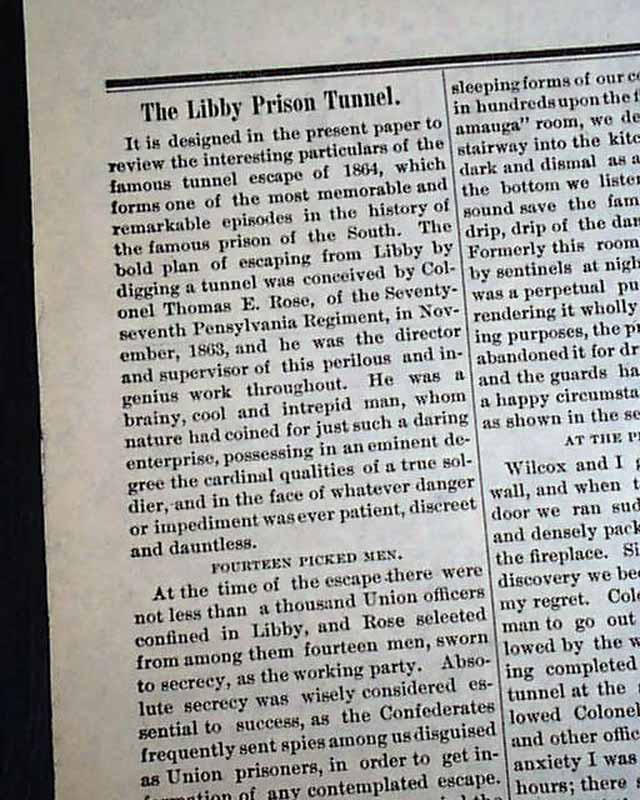 The Libby Prison Tunnel.
It is designed in the present paper to
review the interesting particulars of the
famous tunnel escape of 1864, which
forms one of the most memorable and
remarkable episodes in the history of
the famous prison of the South. The
bold plan of escaping from Libby by
digging a tunnel was conceived by Col-
onel Thomas E. Rose, of the Seventy-
seventh Pensylvania Regiment, in Nov-
ember, 1863, and he was the director
and supervisor of this perilous and in-
genius work throughout. He was a
brainy, cool and intrepid man, whom
nature had coined for just such a daring
enterprise, possessing in an eminent de-
gree the cardinal qualities of a true sol-
dier, and in the face of whatever danger
or impediment was ever patient, discreet
and dauntless.
FOURTEEN PICKED MEN.
At the time of the escape there were
not less than a thousand Union officers
confined in Libby, and Rose seleeted
from among them fourteen men, sworn
to secrecy, as the working party. Abso-
lute secrecy was wisely considered es-
sential to success, as the Confederates
frequently sent spies among us disguised
as Union prisoners, in order to get in-
formation of any contemplated escape.
sleeping forms of our c
in hundreds upon the f
amauga" room, we de
stairway into the kitc
dark and dismal as a
the bottom we listen
sound save the fam
drip, drip of the dan
Formerly this room
by sentinels at nigh
was a perpetual pu
rendering it wholly
ing purposes, the pr
abandoned it for dr
and the guards ha
a happy circumsta
as shown in the se
AT THE
Wilcox and I g
wall, and when t
door we ran sud
and densely pack
the fireplace. Si
discovery we be
my regret. Col
man to go out
lowed by the w
ing completed
tunnel at the
lowed Colonel
and other offic
anxiety I was
hours; there s